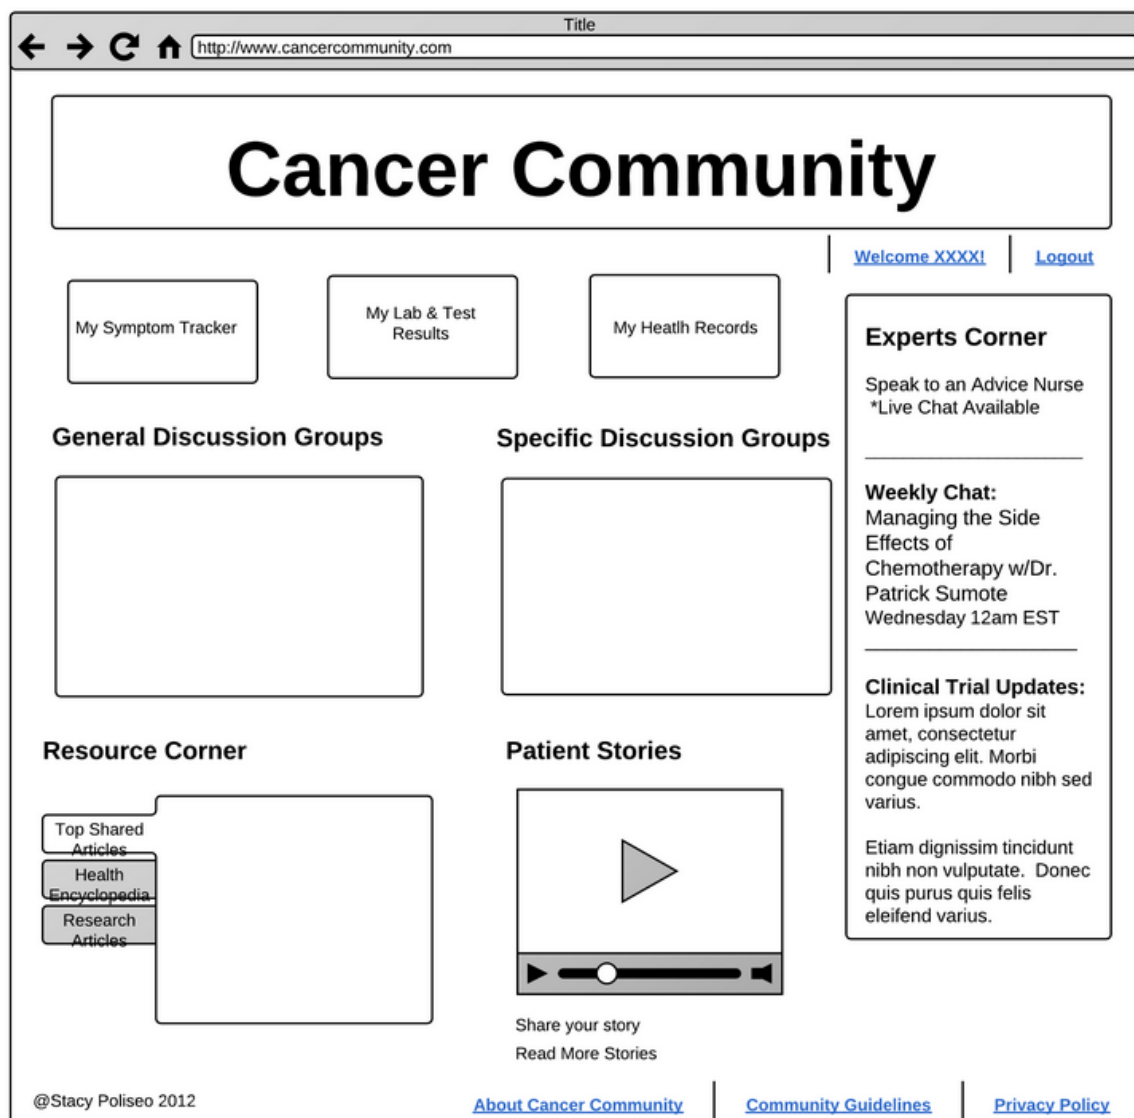 Title
http://www.cancercommunity.com
Cancer Community
Welcome XXXX!
Logout
My Symptom Tracker
My Lab & Test
Results
My Heatlh Records
General Discussion Groups
Specific Discussion Groups
Resource Corner
Top Shared
Articles
Health
Encyclopedia
Research
Articles
Patient Stories
Share your story
Read More Stories
Experts Corner
Speak to an Advice Nurse
*Live Chat Available
Weekly Chat:
Managing the Side
Effects of
Chemotherapy w/Dr.
Patrick Sumote
Wednesday 12am EST
Clinical Trial Updates:
Lorem ipsum dolor sit
amet, consectetur
adipiscing elit. Morbi
congue commodo nibh sed
varius.
Etiam dignissim tincidunt
nibh non vulputate.  Donec
quis purus quis felis
eleifend varius.
@Stacy Poliseo 2012
About Cancer Community
Community Guidelines
Privacy Policy